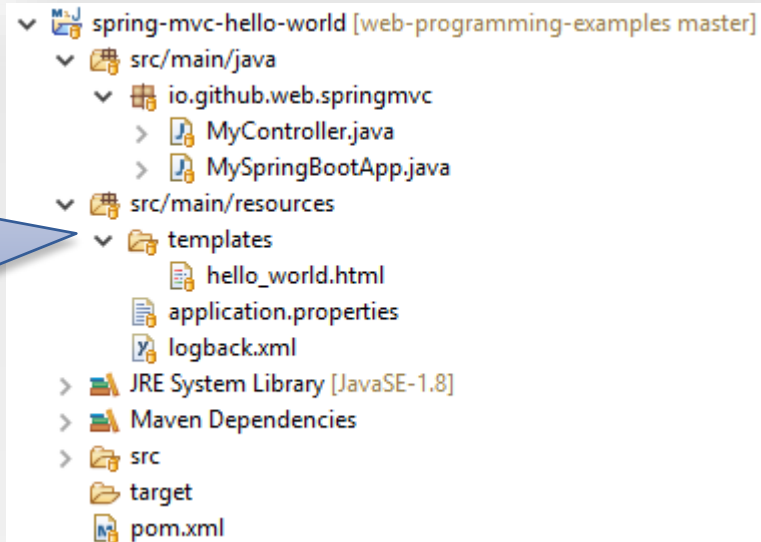 spring-mvc-hello-world [web-programming-examples master]
src/main/java
io.github.web.springmvc
MyController.java
MySpringBootApp.java
src/main/resources
templates
hello_world.html
application.properties
logback.xml
JRE System Library [JavaSE-1.8]
Maven Dependencies
src
target
pom.xml